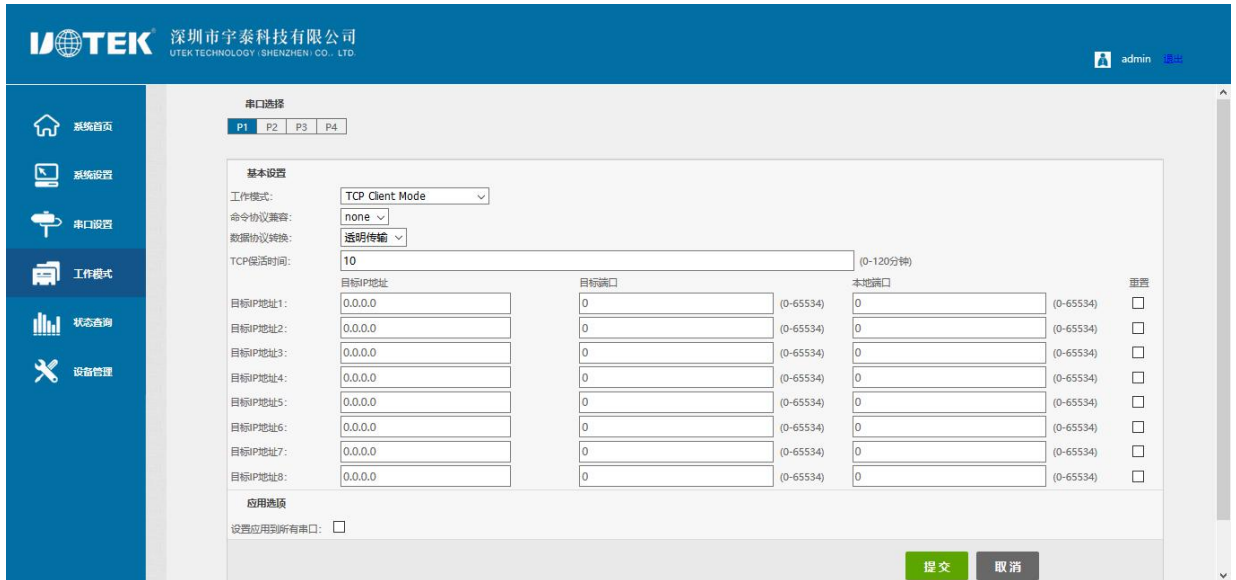 UTEK® 深圳市宇泰科技有限公司
UTEK TECHNOLOGY (SHENZHEN) CO., LTD.
admin 退出
系统首页
系统设置
串口设置
工作模式
状态查询
设备管理
串口选择
P1 P2 P3 P4
基本设置
工作模式: TCP Client Mode
命令协议兼容: none
数据协议转换: 透明传输
TCP保活时间: 10 (0-120分钟)
目标IP地址 目标端口 本地端口 重置
目标IP地址1: 0.0.0.0 0 (0-65534) 0 (0-65534)
目标IP地址2: 0.0.0.0 0 (0-65534) 0 (0-65534)
目标IP地址3: 0.0.0.0 0 (0-65534) 0 (0-65534)
目标IP地址4: 0.0.0.0 0 (0-65534) 0 (0-65534)
目标IP地址5: 0.0.0.0 0 (0-65534) 0 (0-65534)
目标IP地址6: 0.0.0.0 0 (0-65534) 0 (0-65534)
目标IP地址7: 0.0.0.0 0 (0-65534) 0 (0-65534)
目标IP地址8: 0.0.0.0 0 (0-65534) 0 (0-65534)
应用选项
设置应用到所有串口:
提交 取消